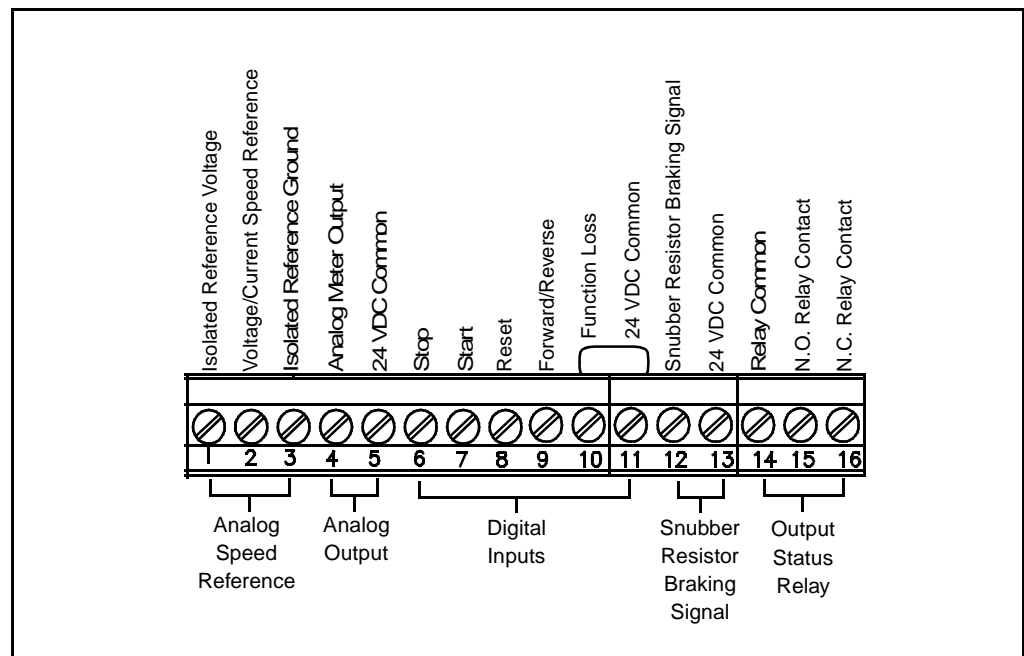 Isolated Reference Voltage
Voltage/Current Speed Reference
Isolated Reference Ground
Analog Meter Output
24 VDC Common
Stop
Start
Reset
Forward/Reverse
Function Loss
24 VDC Common
Snubber Resistor Braking Signal
24 VDC Common
Relay Common
N.O. Relay Contact
N.C. Relay Contact
1 2 3 4 5 6 7 8 9 10 11 12 13 14 15 16
Analog
Speed
Reference
Analog
Output
Digital
Inputs
Snubber
Resistor
Braking
Signal
Output
Status
Relay